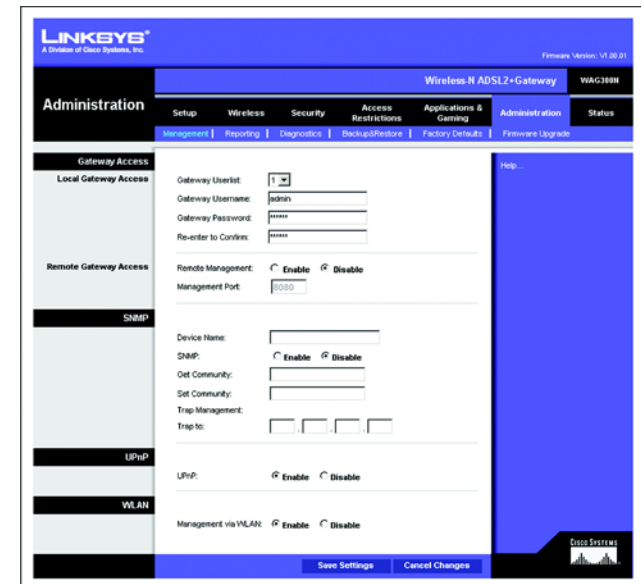 LINKSYS®
A Division of Cisco Systems, Inc.
Firmware Version: V1.00.01
Wireless-N ADSL2+Gateway WAG300N
Administration
Setup Wireless Security Access Restrictions Applications & Gaming Administration Status
Management | Reporting | Diagnostics | Backup&Restore | Factory Defaults | Firmware Upgrade
Gateway Access
Help...
Local Gateway Access
Gateway Userlist: 1
Gateway Username: admin
Gateway Password: ******
Re-enter to Confirm: ******
Remote Gateway Access
Remote Management: Enable Disable
Management Port: 8080
SNMP
Device Name:
SNMP: Enable Disable
Get Community:
Set Community:
Trap Management:
Trap to: . . .
UPnP
UPnP: Enable Disable
WLAN
Management via WLAN: Enable Disable
Save Settings Cancel Changes
CISCO SYSTEMS